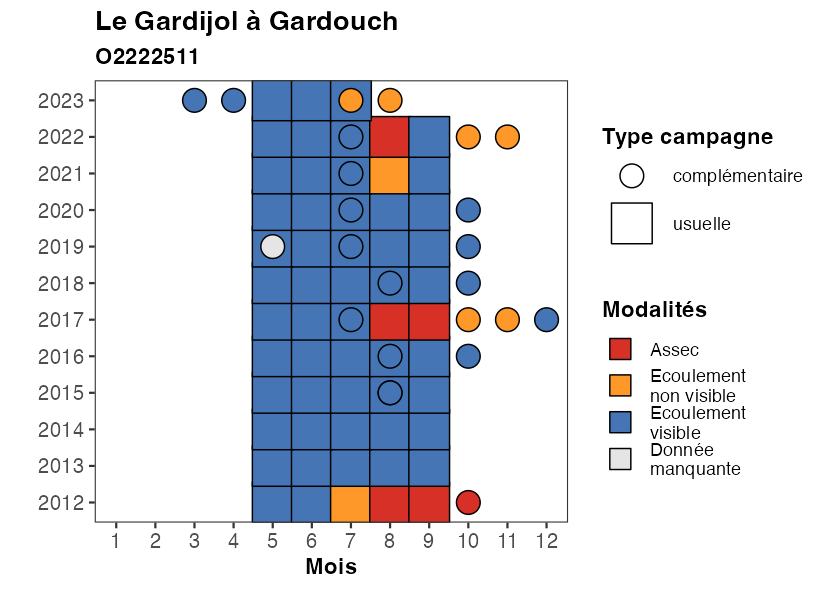 Le Gardijol à Gardouch
O2222511
2023
2022
2021
2020
2019
2018
2017
2016
2015
2014
2013
2012
1 2 3 4 5 6 7 8 9 10 11 12
Mois
Type campagne
complémentaire
usuelle
Modalités
Assec
Ecoulement
non visible
Ecoulement
visible
Donnée
manquante